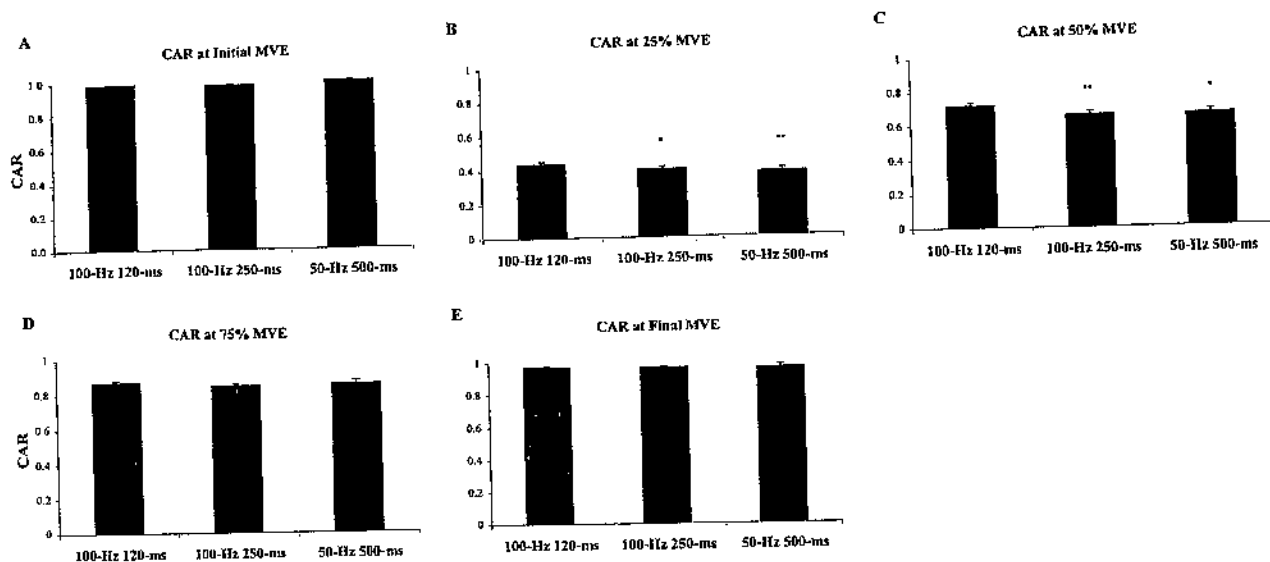 A
CAR at Initial MVE
1.0
0.8
0.6
0.4
0.2
0.0
CAR
100-Hz 120-ms
100-Hz 250-ms
50-Hz 500-ms
B
CAR at 25% MVE
1
0.8
0.6
0.4
0.2
0
*
**
100-Hz 120-ms
100-Hz 250-ms
50-Hz 500-ms
C
CAR at 50% MVE
1
0.8
0.6
0.4
0.2
0
**
*
100-Hz 120-ms
100-Hz 250-ms
50-Hz 500-ms
D
CAR at 75% MVE
1
0.8
0.6
0.4
0.2
0
CAR
100-Hz 120-ms
100-Hz 250-ms
50-Hz 500-ms
E
CAR at Final MVE
1
0.8
0.6
0.4
0.2
0
100-Hz 120-ms
100-Hz 250-ms
50-Hz 500-ms